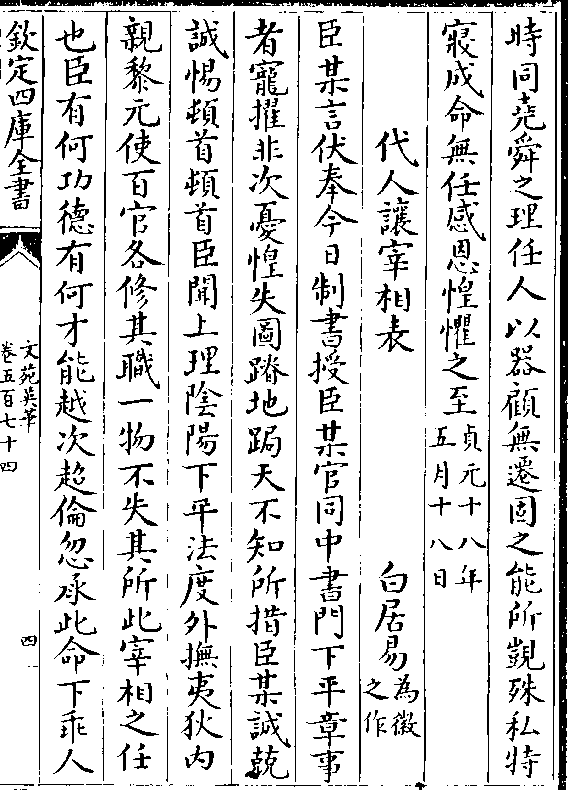 時同堯舜之理任人以器顧無遷固之能所覬殊私特
寢成命無任感恩惶懼之至貞元十八年五月十八日
代人讓宰相表　白居易為微之作
臣某言伏奉今日制書授臣某官同中書門下平章事
者寵擢非次憂惶失圖蹐地跼天不知所措臣某誠兢
誠惕頓首頓首臣聞上理陰陽下平法度外撫夷狄内
親黎元使百官各修其職一物不失其所此宰相之任
也臣有何功德有何才能越次超倫忽承此命下乖人
欽定四庫全書
文苑英華
卷五百七十四
四